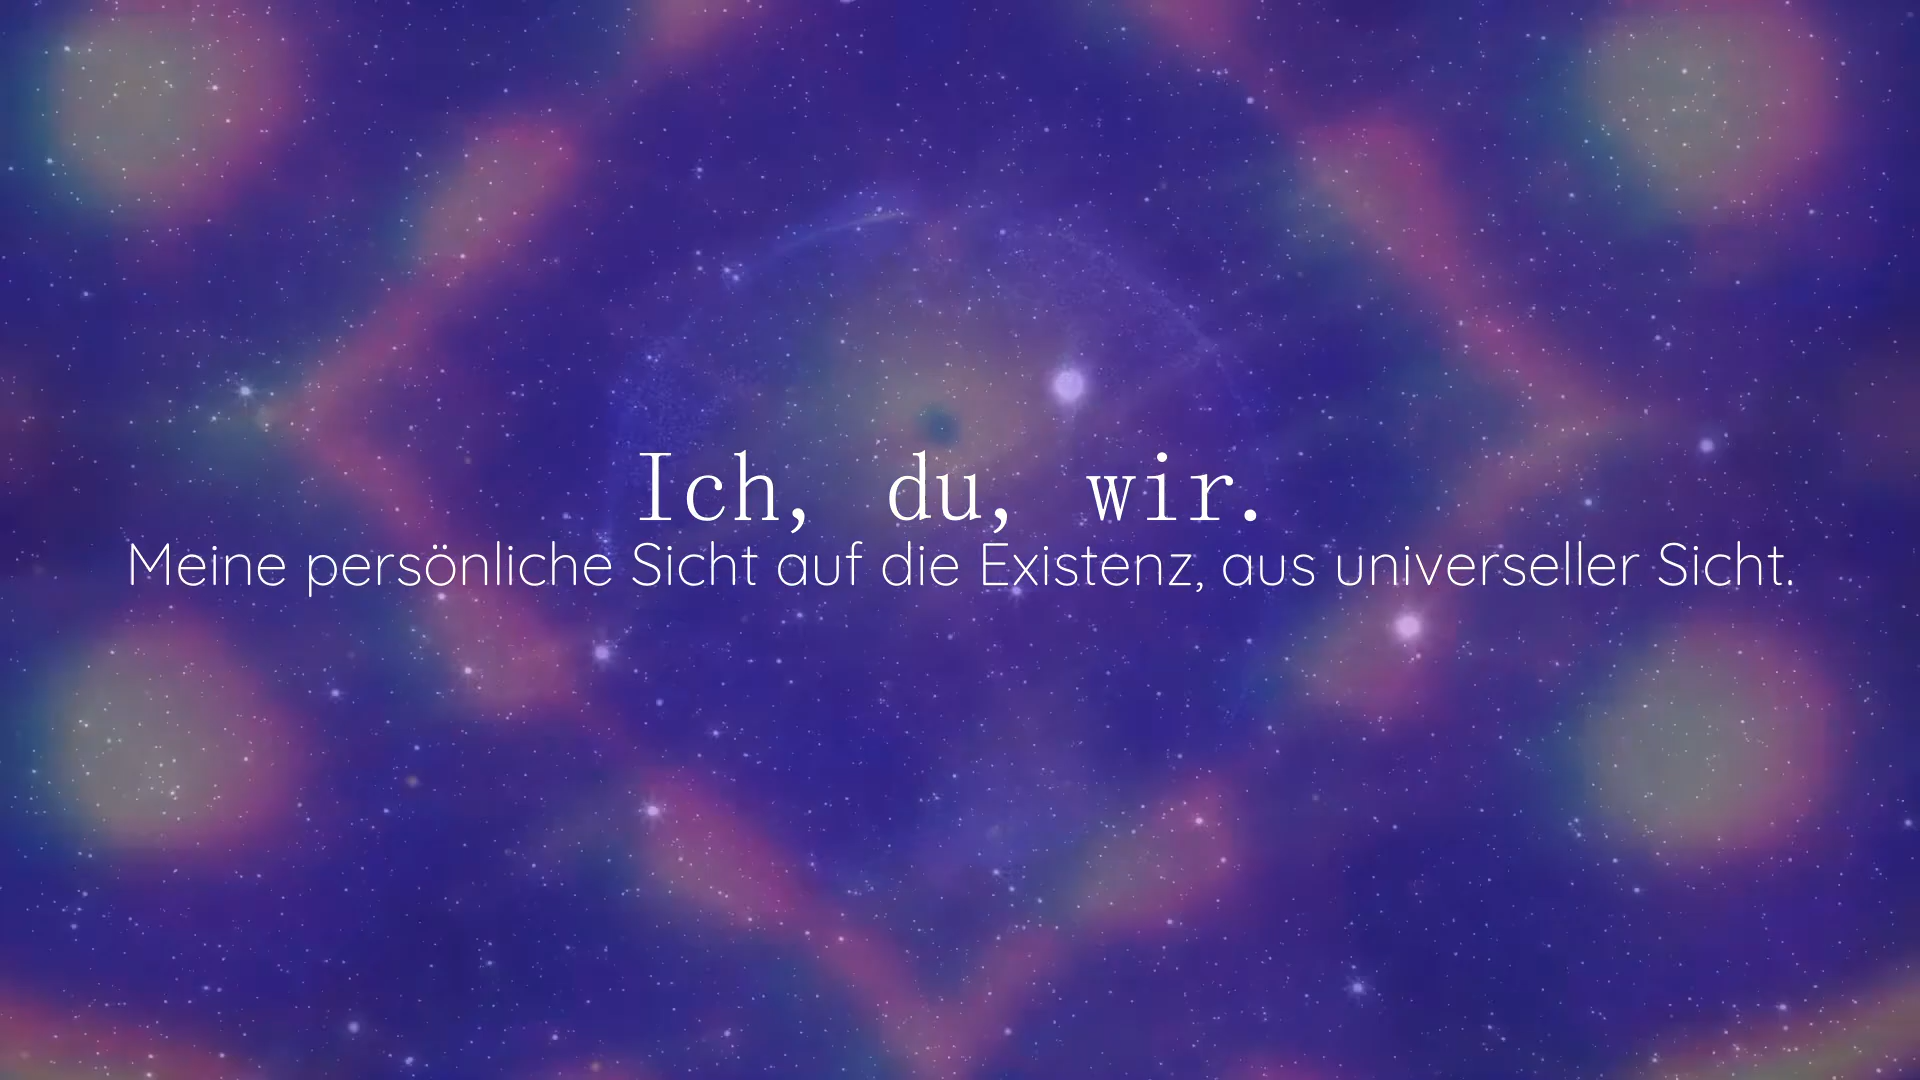 Ich, du, wir.
Meine persönliche Sicht auf die Existenz, aus universeller Sicht.